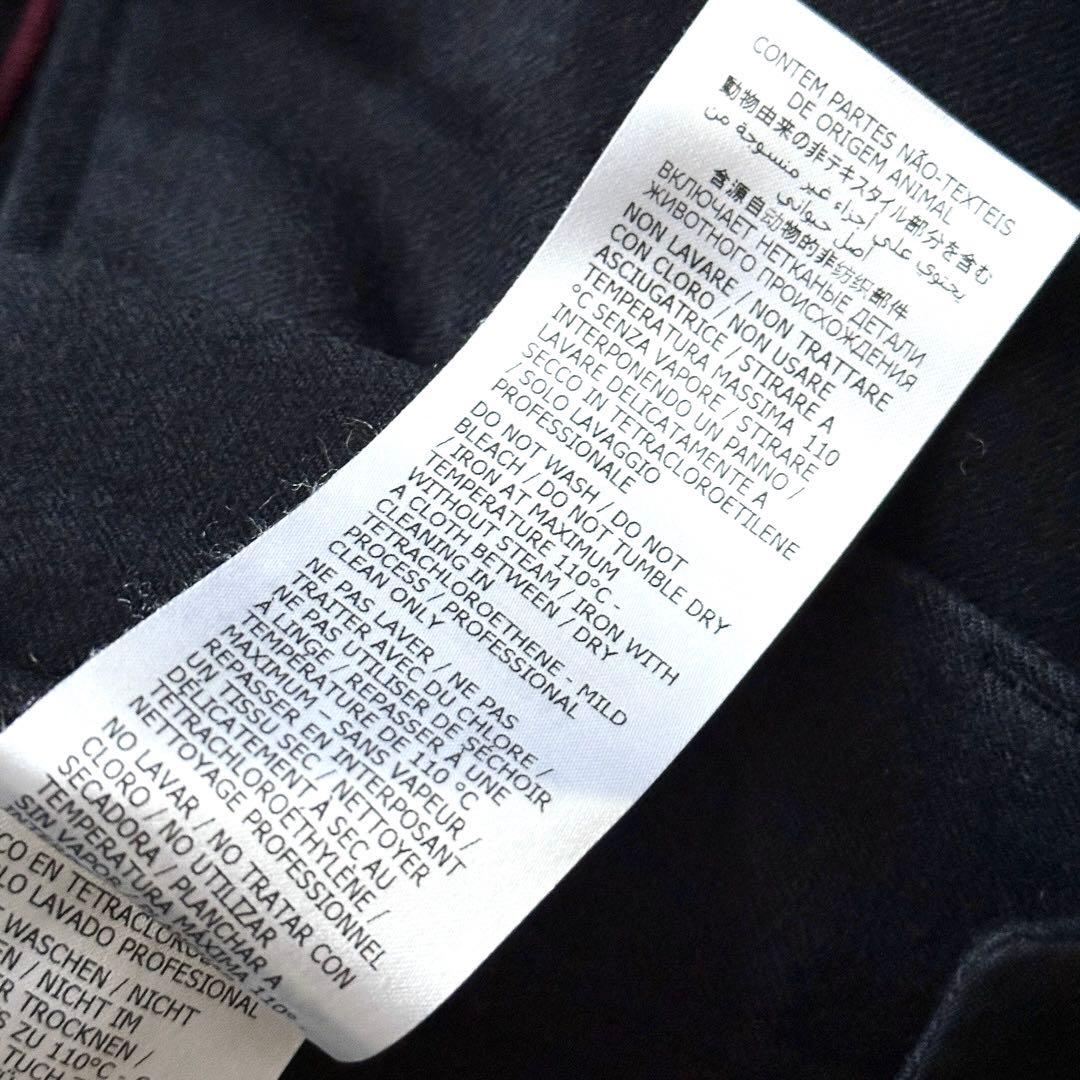 CONTEM PARTES NÃO-TEXTEIS
DE ORIGEM ANIMAL
動物由来の非テキスタイル部分を含む
يحتوي علي إجزاء غير منسوجة من
اصل حيواني
含源自动物的非纺织部件
ВКЛЮЧАЕТ НЕТКАНЫЕ ДЕТАЛИ
ЖИВОТНОГО ПРОИСХОЖДЕНИЯ
NON LAVARE / NON TRATTARE
CON CLORO / NON USARE
ASCIUGATRICE / STIRARE A
TEMPERATURA MASSIMA 110
°C SENZA VAPORE / STIRARE
INTERPONENDO UN PANNO /
LAVARE DELICATAMENTE A
SECCO IN TETRACLOROETILENE
/ SOLO LAVAGGIO
PROFESSIONALE
DO NOT WASH / DO NOT
BLEACH / DO NOT TUMBLE DRY
/ IRON AT MAXIMUM
TEMPERATURE 110°C -
WITHOUT STEAM / IRON WITH
A CLOTH BETWEEN / DRY
CLEANING IN
TETRACHLOROETHENE - MILD
PROCESS / PROFESSIONAL
CLEAN ONLY
NE PAS LAVER / NE PAS
TRAITER AVEC DU CHLORE /
NE PAS UTILISER DE SÉCHOIR
A LINGE / REPASSER À UNE
TEMPÉRATURE DE 110 °C
MAXIMUM – SANS VAPEUR /
REPASSER EN INTERPOSANT
UN TISSU SEC / NETTOYER
DÉLICATEMENT À SEC AU
TETRACHLOROÉTHYLÈNE /
NETTOYAGE PROFESSIONNEL
NO LAVAR / NO TRATAR CON
CLORO / NO UTILIZAR
SECADORA / PLANCHAR A
TEMPERATURA MAXIMA 110º
SIN VAPOR
CO EN TETRACLORO
LO LAVADO PROFESIONAL
WASCHEN / NICHT
EN / NICHT IM
R TROCKNEN /
ZU 110°C -
TUCH